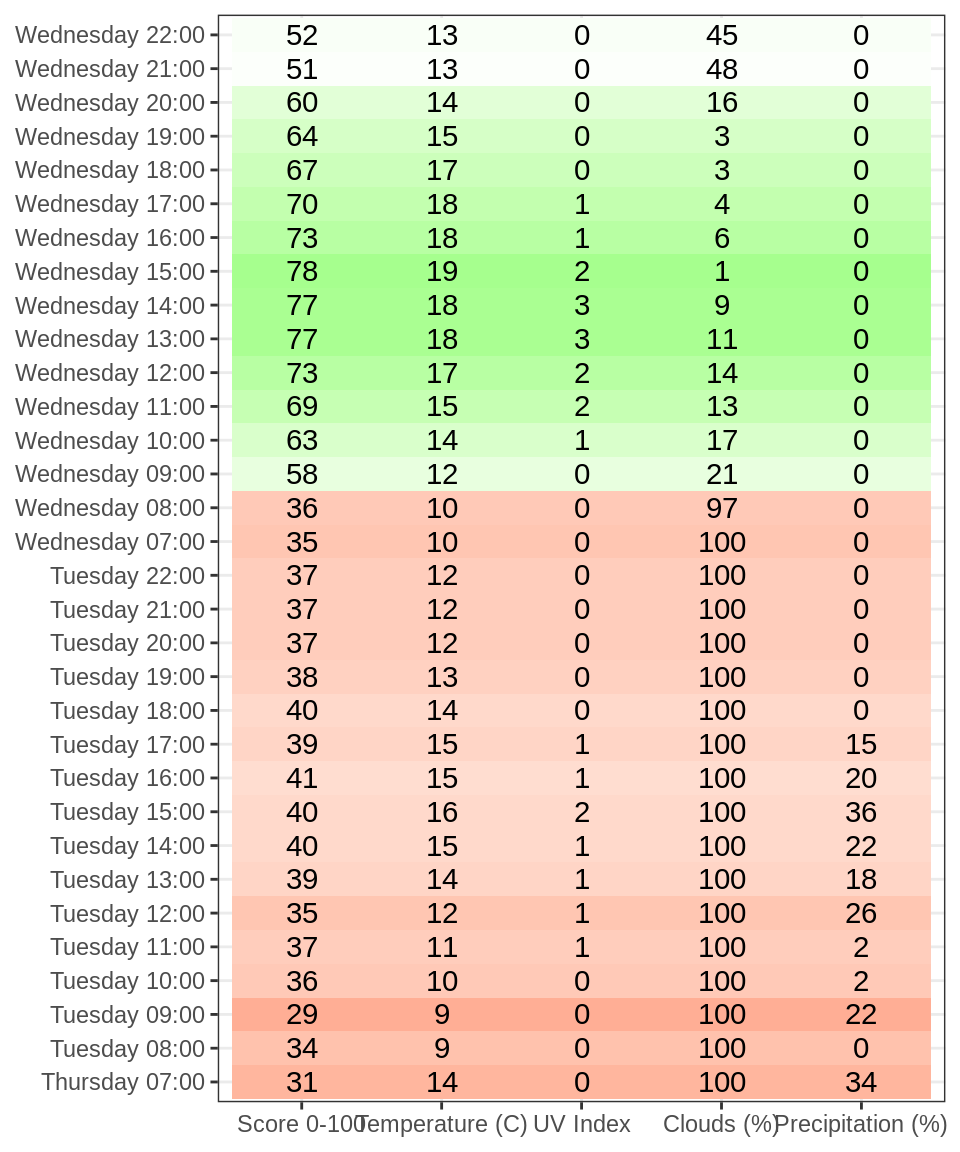 Wednesday 22:00 52 13 0 45 0
Wednesday 21:00 51 13 0 48 0
Wednesday 20:00 60 14 0 16 0
Wednesday 19:00 64 15 0 3 0
Wednesday 18:00 67 17 0 3 0
Wednesday 17:00 70 18 1 4 0
Wednesday 16:00 73 18 1 6 0
Wednesday 15:00 78 19 2 1 0
Wednesday 14:00 77 18 3 9 0
Wednesday 13:00 77 18 3 11 0
Wednesday 12:00 73 17 2 14 0
Wednesday 11:00 69 15 2 13 0
Wednesday 10:00 63 14 1 17 0
Wednesday 09:00 58 12 0 21 0
Wednesday 08:00 36 10 0 97 0
Wednesday 07:00 35 10 0 100 0
Tuesday 22:00 37 12 0 100 0
Tuesday 21:00 37 12 0 100 0
Tuesday 20:00 37 12 0 100 0
Tuesday 19:00 38 13 0 100 0
Tuesday 18:00 40 14 0 100 0
Tuesday 17:00 39 15 1 100 15
Tuesday 16:00 41 15 1 100 20
Tuesday 15:00 40 16 2 100 36
Tuesday 14:00 40 15 1 100 22
Tuesday 13:00 39 14 1 100 18
Tuesday 12:00 35 12 1 100 26
Tuesday 11:00 37 11 1 100 2
Tuesday 10:00 36 10 0 100 2
Tuesday 09:00 29 9 0 100 22
Tuesday 08:00 34 9 0 100 0
Thursday 07:00 31 14 0 100 34
Score 0-100 Temperature (C) UV Index Clouds (%) Precipitation (%)